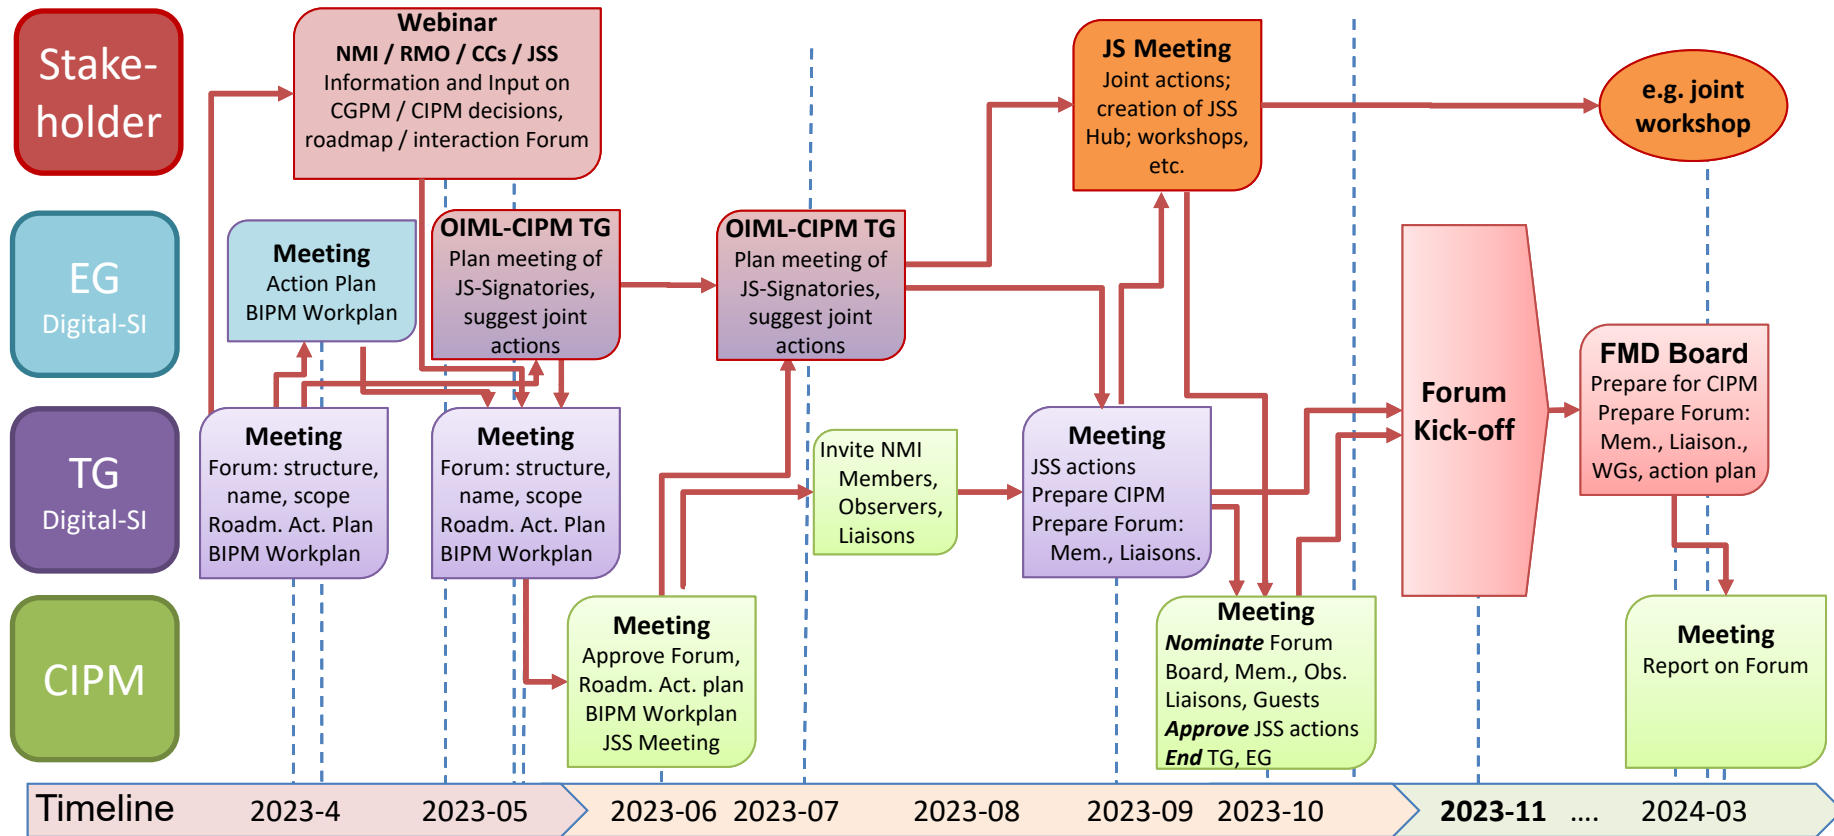 Stake-
holder
Webinar
NMI / RMO / CCs / JSS
Information and Input on
CGPM / CIPM decisions,
roadmap / interaction Forum
JS Meeting
Joint actions;
creation of JSS
Hub; workshops,
etc.
e.g. joint
workshop
EG
Digital-SI
Meeting
Action Plan
BIPM Workplan
OIML-CIPM TG
Plan meeting of
JS-Signatories,
suggest joint
actions
OIML-CIPM TG
Plan meeting of
JS-Signatories,
suggest joint
actions
Forum
Kick-off
FMD Board
Prepare for CIPM
Prepare Forum:
Mem., Liaison.,
WGs, action plan
TG
Digital-SI
Meeting
Forum: structure,
name, scope
Roadm. Act. Plan
BIPM Workplan
Meeting
Forum: structure,
name, scope
Roadm. Act. Plan
BIPM Workplan
Invite NMI
Members,
Observers,
Liaisons
Meeting
JSS actions
Prepare CIPM
Prepare Forum:
Mem., Liaisons.
CIPM
Meeting
Approve Forum,
Roadm. Act. plan
BIPM Workplan
JSS Meeting
Meeting
Nominate Forum
Board, Mem., Obs.
Liaisons, Guests
Approve JSS actions
End TG, EG
Meeting
Report on Forum
Timeline 2023-4 2023-05 2023-06 2023-07 2023-08 2023-09 2023-10 2023-11 .... 2024-03